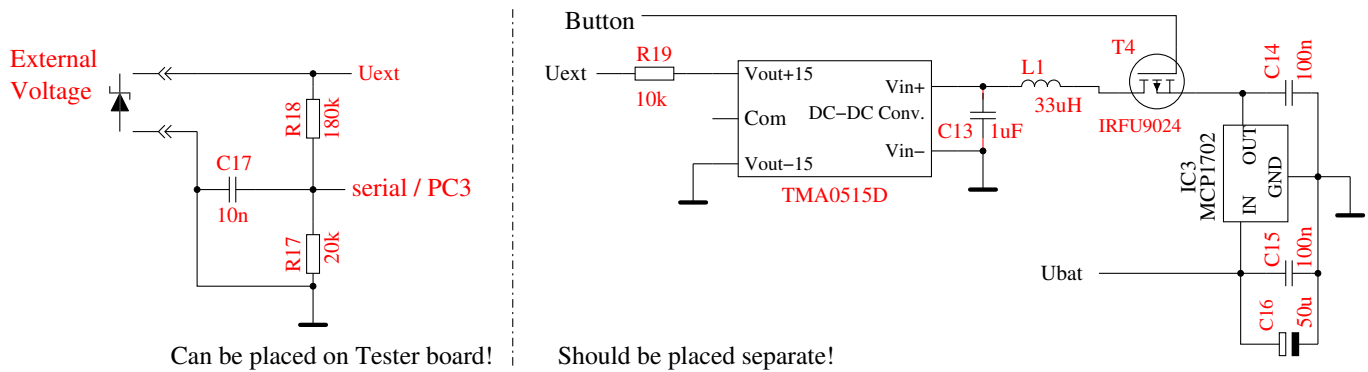 External
Voltage
Uext
R18
180k
C17
10n
serial / PC3
R17
20k
Can be placed on Tester board!
Button
Uext
R19
10k
Vout+15
Com
Vout−15
Vin+
DC−DC Conv.
Vin−
TMA0515D
C13
1uF
L1
33uH
T4
IRFU9024
C14
100n
IC3
MCP1702
OUT
GND
IN
Ubat
C15
100n
C16
50u
Should be placed separate!